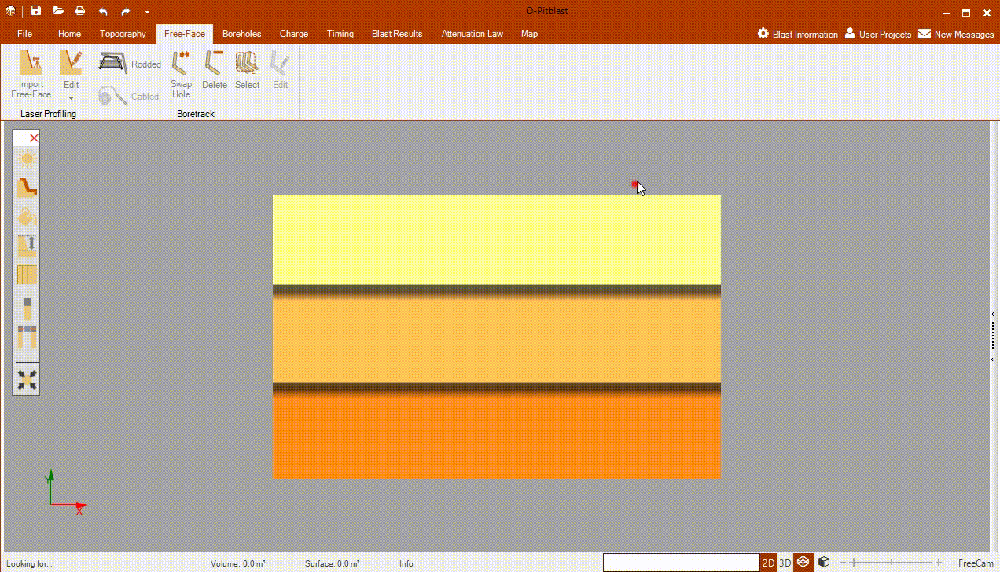 O-Pitblast
File Home Topography Free-Face Boreholes Charge Timing Blast Results Attenuation Law Map Blast Information User Projects New Messages
Import Free-Face
Edit
Rodded
Cabled
Swap Hole
Delete
Select
Edit
Laser Profiling
Boretrack
Y
X
Looking for... Volume: 0,0 m³ Surface: 0,0 m² Info: 2D 3D FreeCam